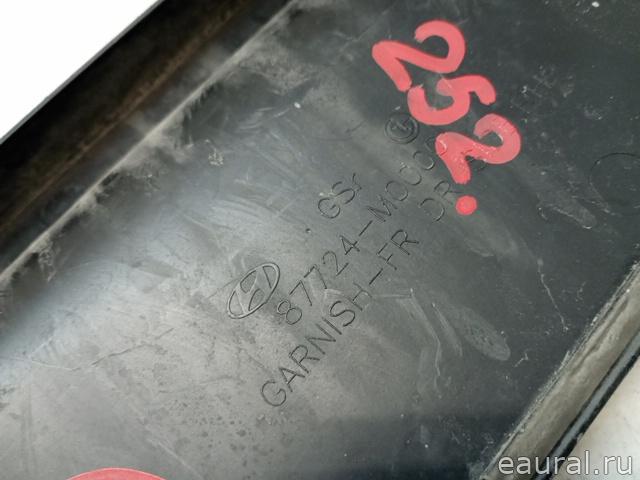 252.
GSr
87724-M0000
GARNISH-FR DR
eaural.ru